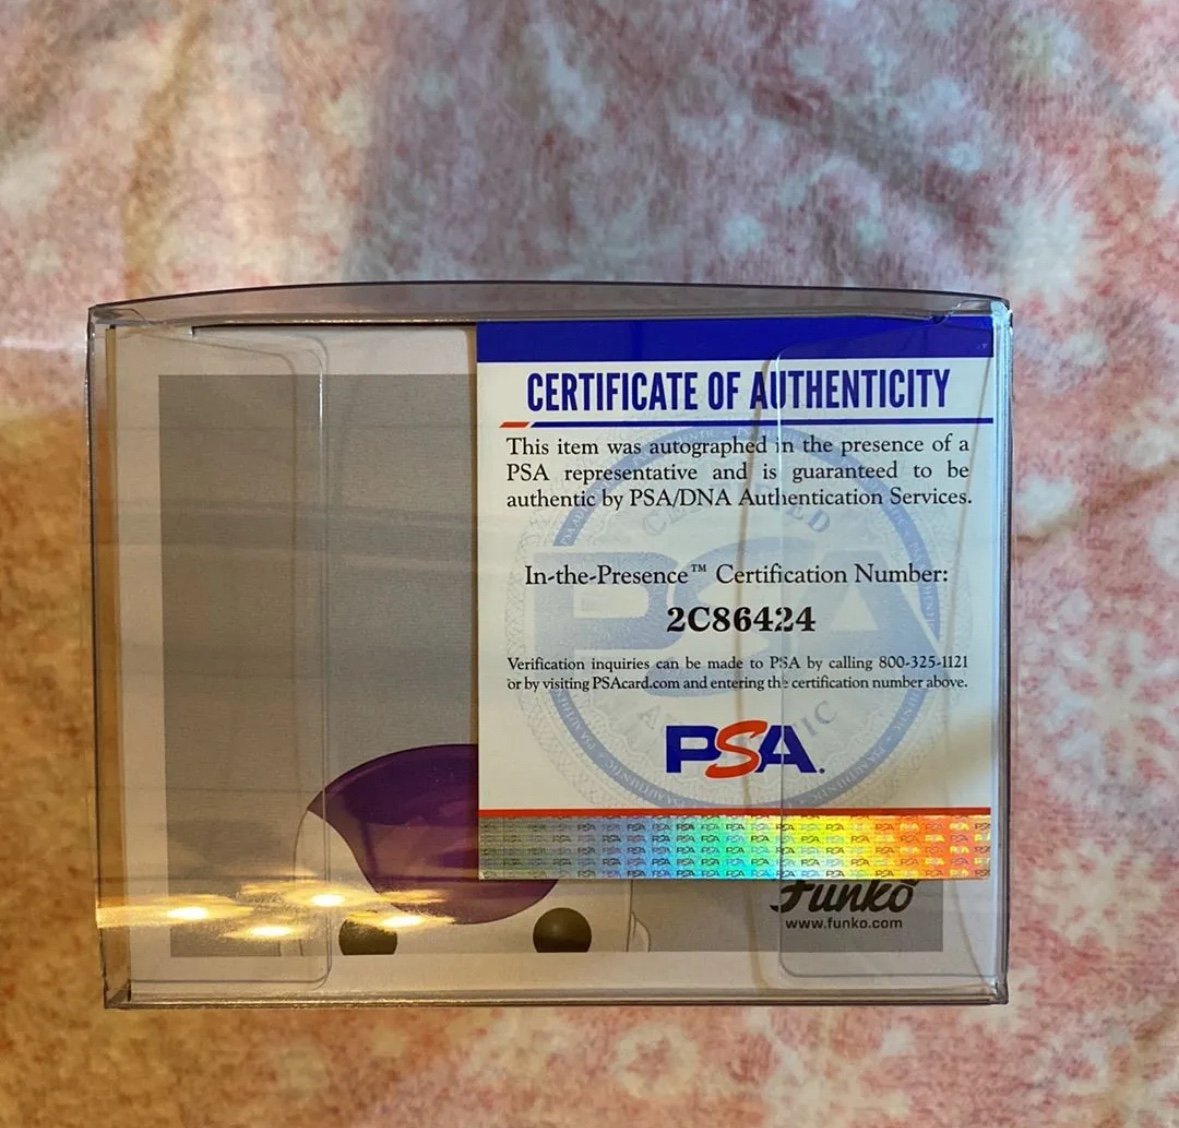 CERTIFICATE OF AUTHENTICITY
This item was autographed in the presence of a
PSA representative and is guaranteed to be
authentic by PSA/DNA Authentication Services.
In-the-Presence™ Certification Number:
2C86424
Verification inquiries can be made to PSA by calling 800-325-1121
or by visiting PSAcard.com and entering the certification number above.
PSA
Funko
www.funko.com